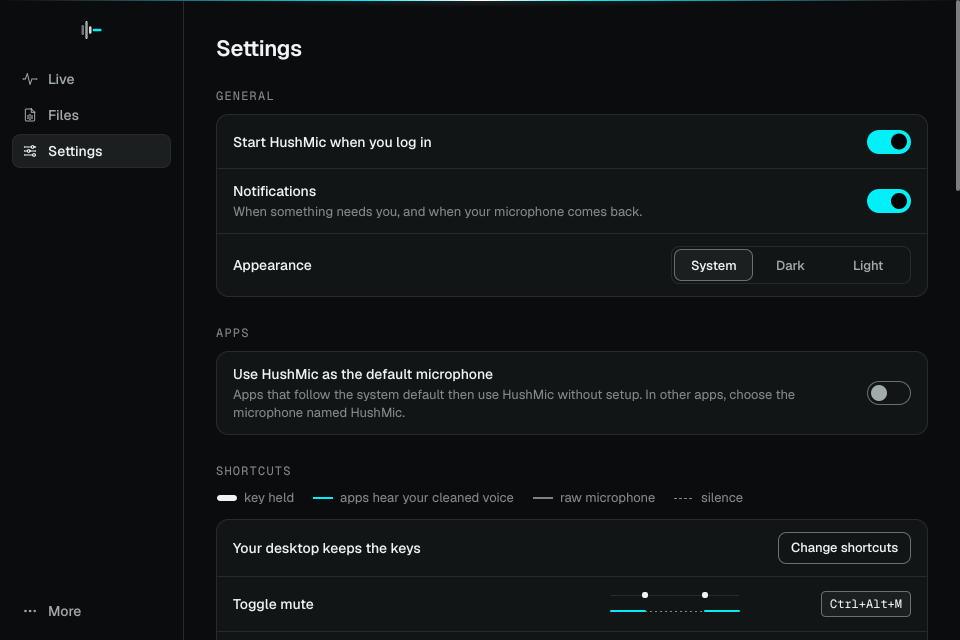 Settings
Live
Files
Settings
More
GENERAL
Start HushMic when you log in
Notifications
When something needs you, and when your microphone comes back.
Appearance
System Dark Light
APPS
Use HushMic as the default microphone
Apps that follow the system default then use HushMic without setup. In other apps, choose the
microphone named HushMic.
SHORTCUTS
key held apps hear your cleaned voice raw microphone silence
Your desktop keeps the keys
Change shortcuts
Toggle mute
Ctrl+Alt+M